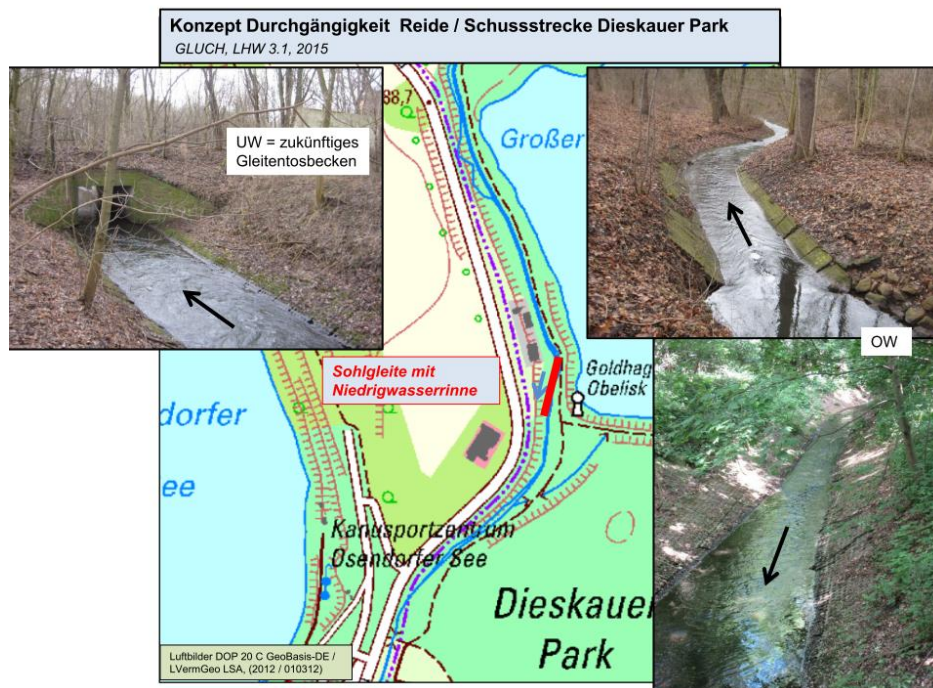 Konzept Durchgängigkeit Reide / Schussstrecke Dieskauer Park
GLUCH, LHW 3.1, 2015
UW = zukünftiges
Gleitentosbecken
88,7
Großer
OW
Sohlgleite mit
Niedrigwasserrinne
Goldhag
Obelisk
dorfer
ee
Kanusportzentrum
Osendorfer See
Dieskauer
Park
Luftbilder DOP 20 C GeoBasis-DE /
LVermGeo LSA, (2012 / 010312)